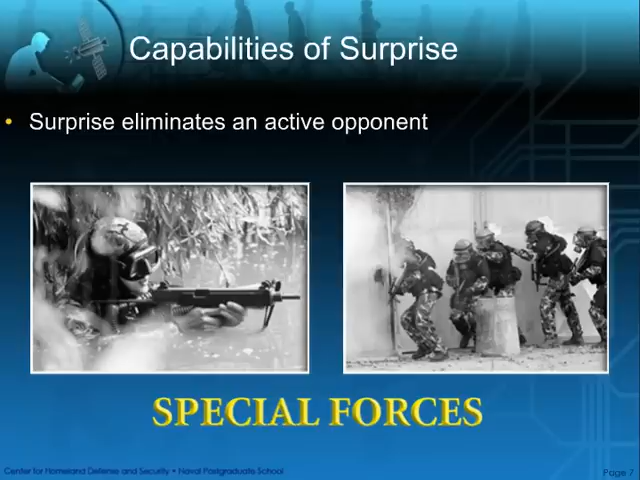 Capabilities of Surprise
• Surprise eliminates an active opponent
SPECIAL FORCES
Center for Homeland Defense and Security • Naval Postgraduate School
Page 7